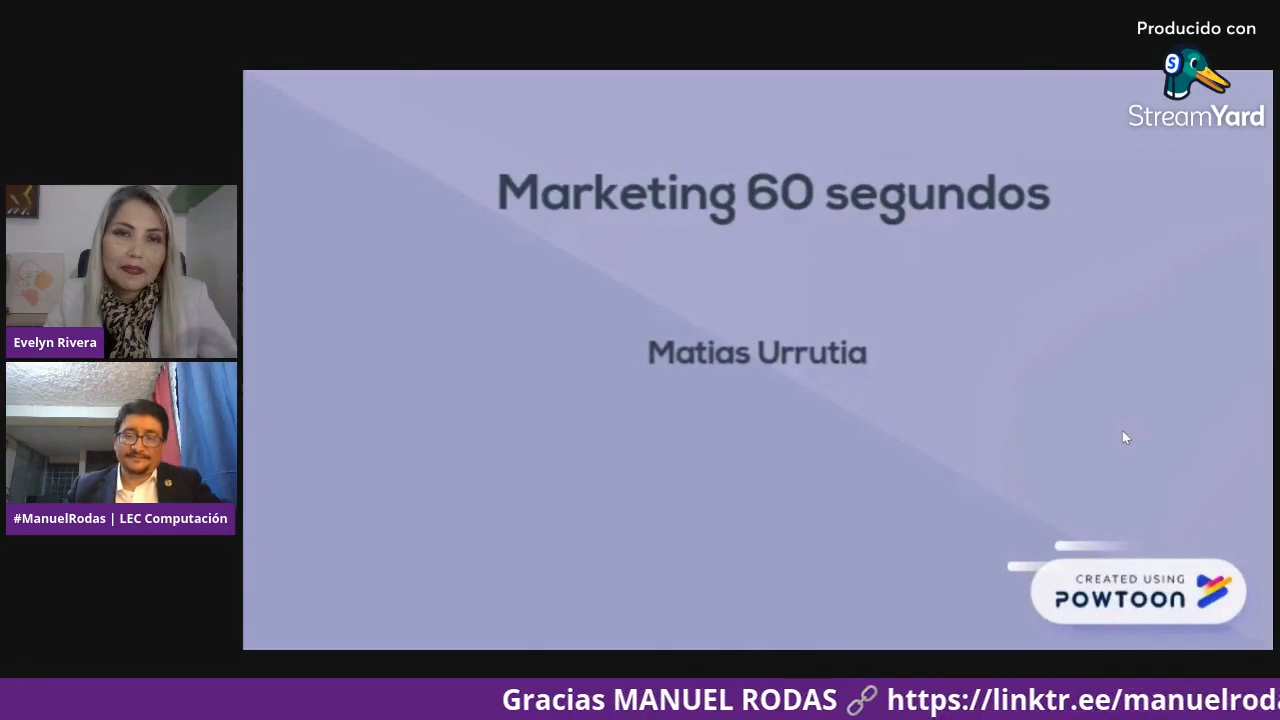 Producido con
StreamYard
Marketing 60 segundos
Matias Urrutia
Evelyn Rivera
#ManuelRodas | LEC Computación
CREATED USING
POWTOON
Gracias MANUEL RODAS 🔗 https://linktr.ee/manuelroda